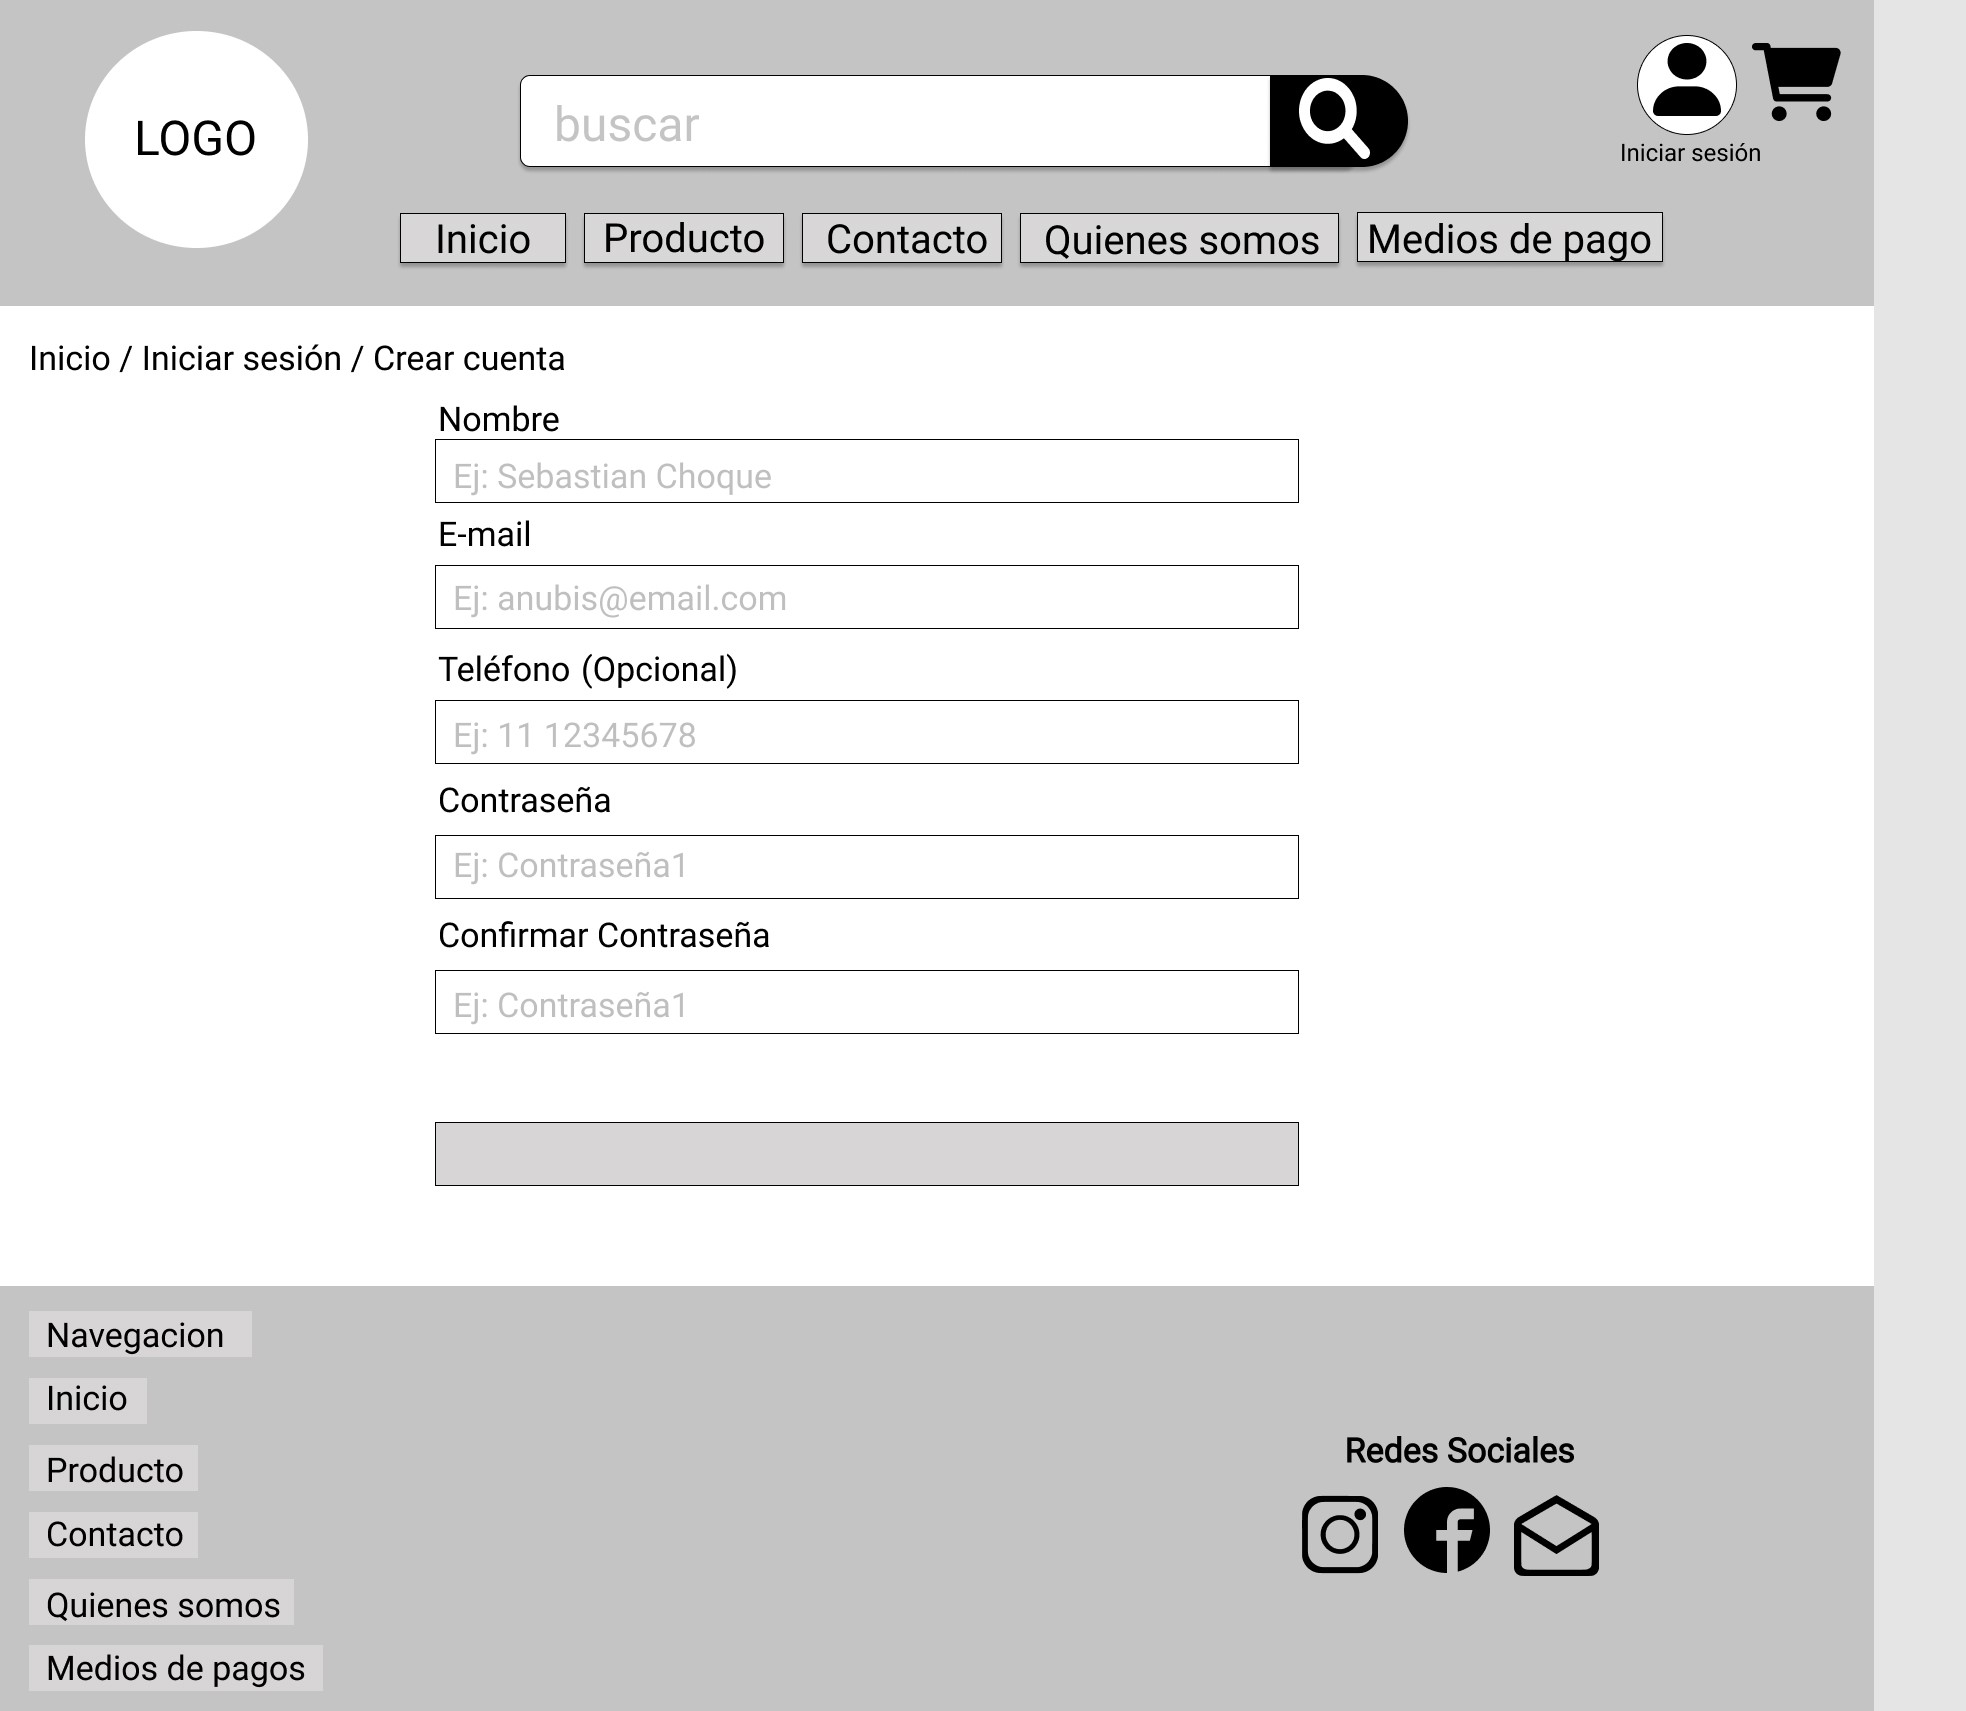 LOGO
buscar
Iniciar sesión
Inicio
Producto
Contacto
Quienes somos
Medios de pago
Inicio / Iniciar sesión / Crear cuenta
Nombre
Ej: Sebastian Choque
E-mail
Ej: anubis@email.com
Teléfono (Opcional)
Ej: 11 12345678
Contraseña
Ej: Contraseña1
Confirmar Contraseña
Ej: Contraseña1
Navegacion
Inicio
Producto
Contacto
Quienes somos
Medios de pagos
Redes Sociales